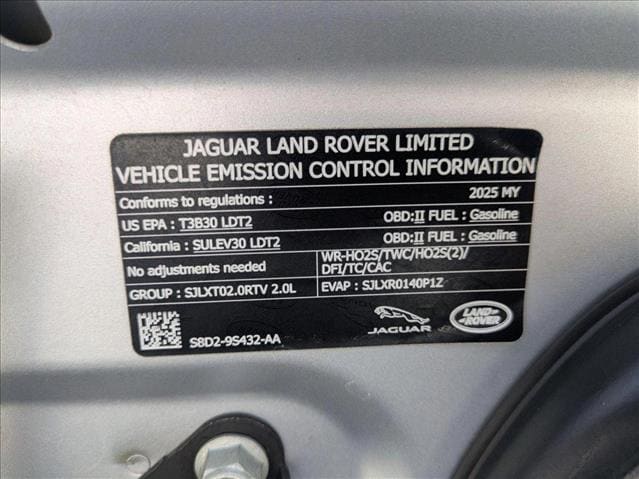 JAGUAR LAND ROVER LIMITED
VEHICLE EMISSION CONTROL INFORMATION
Conforms to regulations : 2025 MY
US EPA : T3B30 LDT2 OBD:II FUEL : Gasoline
California : SULEV30 LDT2 OBD:II FUEL : Gasoline
No adjustments needed WR-HO2S/TWC/HO2S(2)/
DFI/TC/CAC
GROUP : SJLXT02.0RTV 2.0L EVAP : SJLXR0140P1Z
JAGUAR
LAND
ROVER
S8D2-9S432-AA